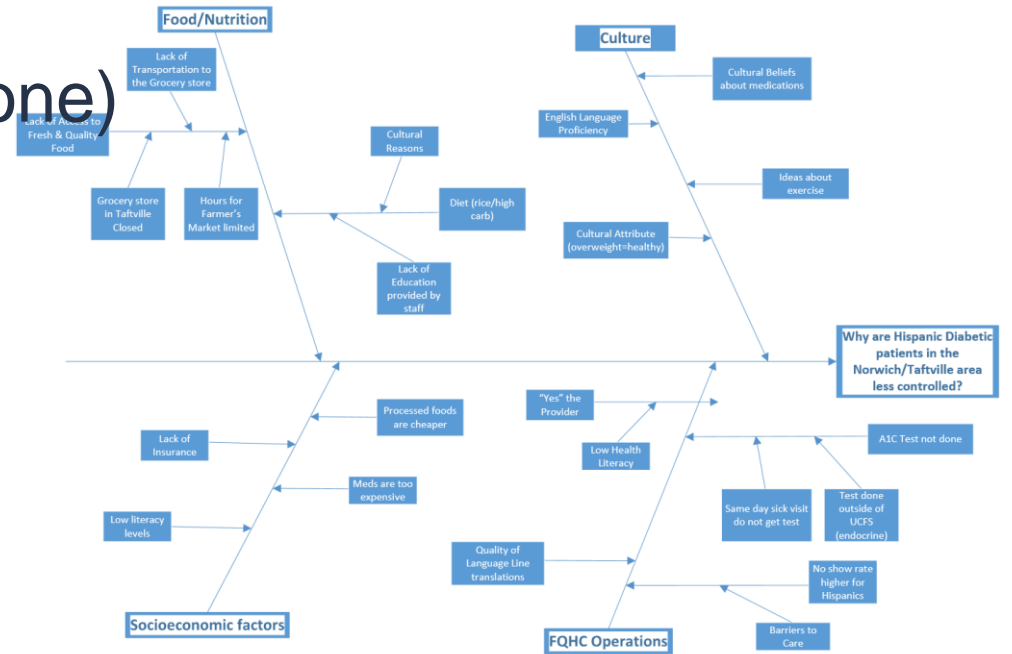 one)
Food/Nutrition
Lack of
Transportation to
the Grocery store
Lack of Access to
Fresh & Quality
Food
Grocery store
in Taftville
Closed
Hours for
Farmer's
Market limited
Cultural
Reasons
Diet (rice/high
carb)
Lack of
Education
provided by
staff
Culture
Cultural Beliefs
about medications
English Language
Proficiency
Ideas about
exercise
Cultural Attribute
(overweight=healthy)
Why are Hispanic Diabetic
patients in the
Norwich/Taftville area
less controlled?
Processed foods
are cheaper
Lack of
Insurance
Meds are too
expensive
Low literacy
levels
Socioeconomic factors
"Yes" the
Provider
Low Health
Literacy
A1C Test not done
Same day sick visit
do not get test
Test done
outside of
UCFS
(endocrine)
Quality of
Language Line
translations
No show rate
higher for
Hispanics
Barriers to
Care
FQHC Operations